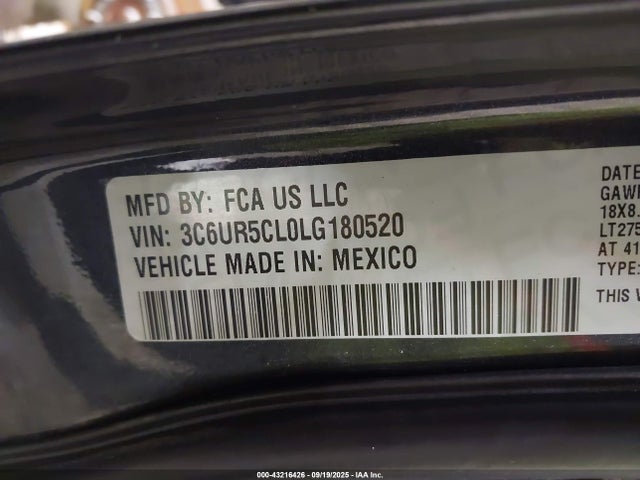 MFD BY: FCA US LLC
VIN: 3C6UR5CL0LG180520
VEHICLE MADE IN: MEXICO
DATE
GAWR
18X8.
LT275
AT 41
TYPE:
THIS V
000-43216426 - 09/19/2025 - IAA Inc.